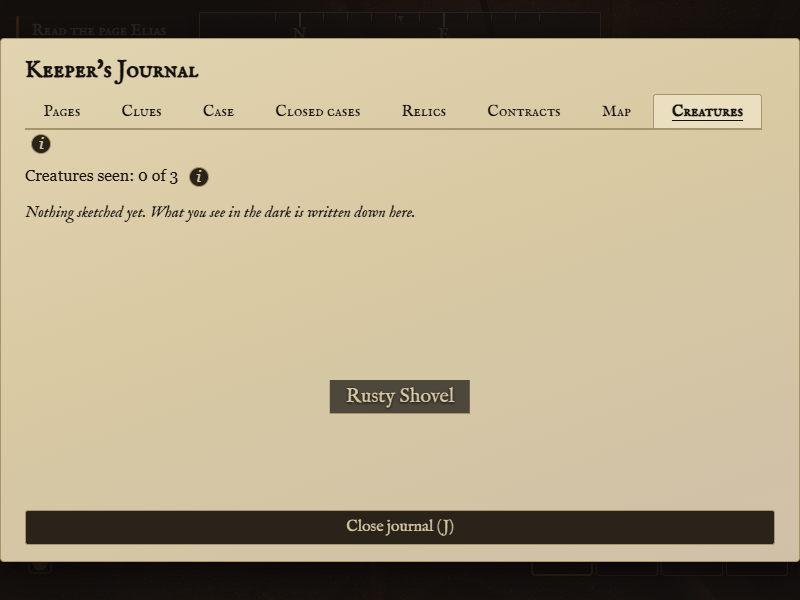 Read the page Elias
N E
Keeper's Journal
Pages Clues Case Closed cases Relics Contracts Map Creatures
i
Creatures seen: 0 of 3 i
Nothing sketched yet. What you see in the dark is written down here.
Rusty Shovel
Close journal (J)